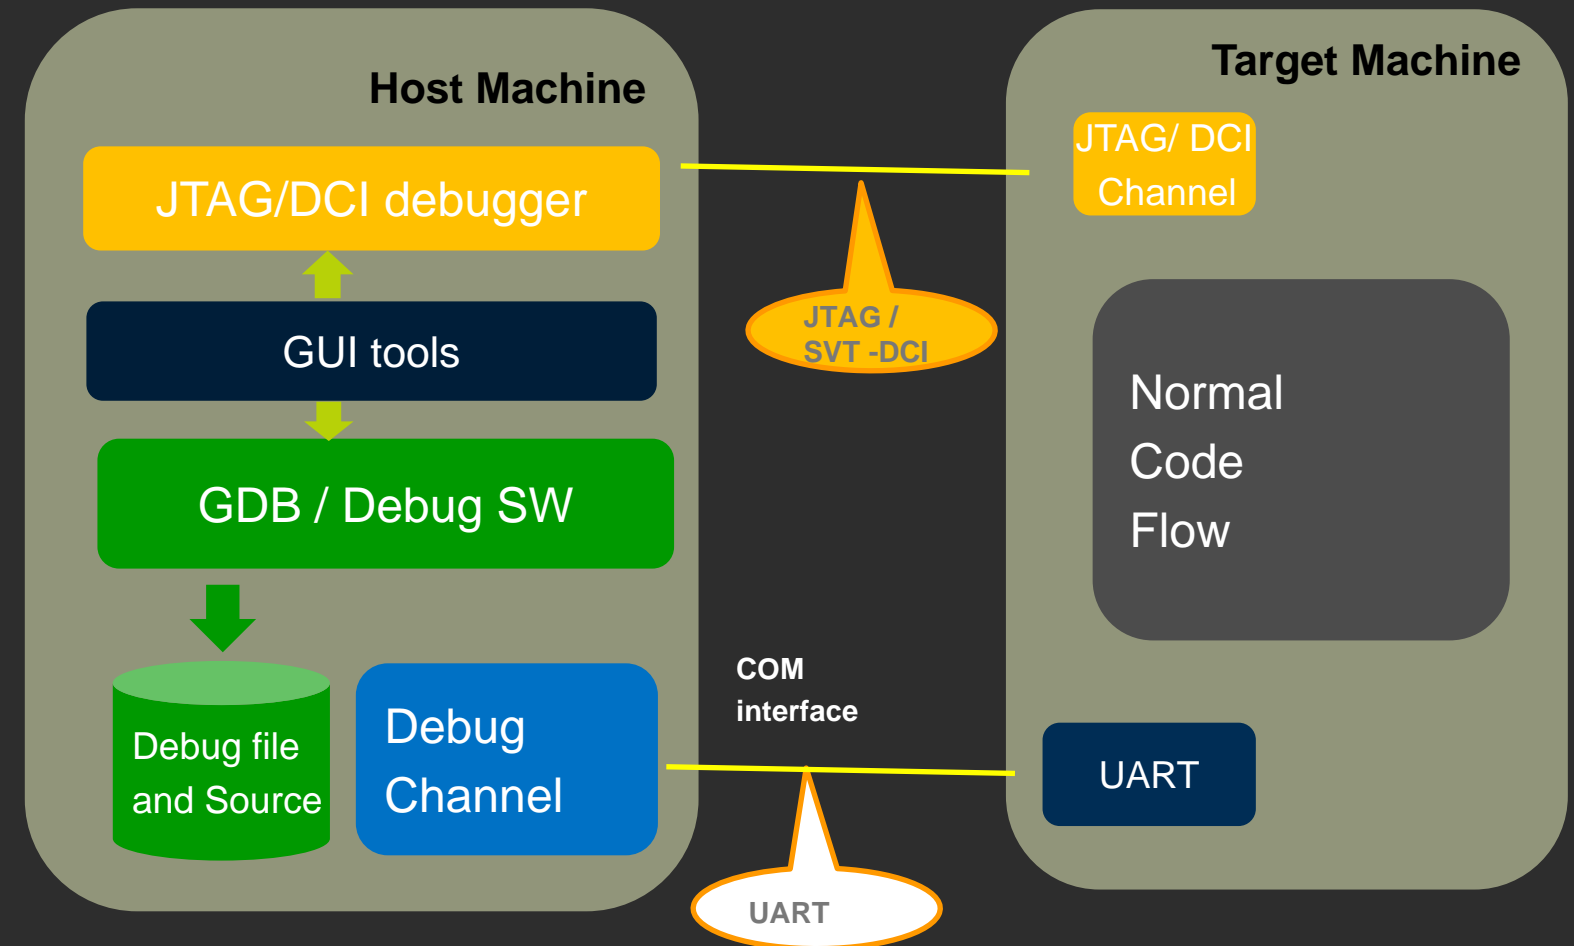 Host Machine
JTAG/DCI debugger
GUI tools
GDB / Debug SW
Debug file
and Source
Debug
Channel
JTAG /
SVT -DCI
COM
interface
UART
Target Machine
JTAG/ DCI
Channel
Normal
Code
Flow
UART